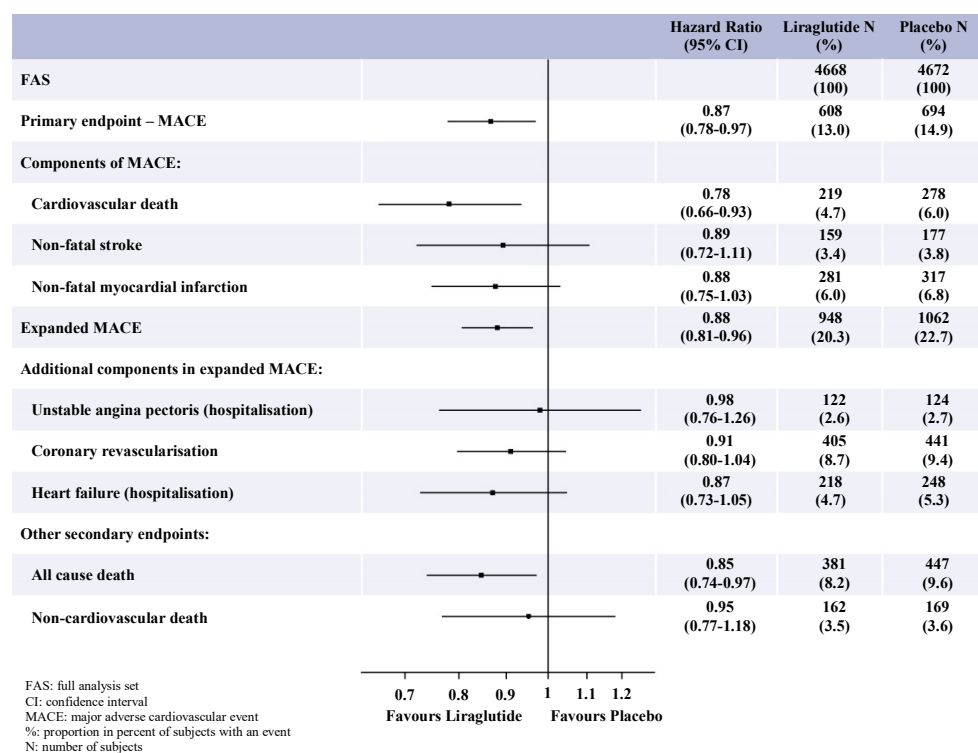 Hazard Ratio Liraglutide N Placebo N
(95% CI) (%) (%)
FAS 4668 4672
(100) (100)
Primary endpoint – MACE 0.87 608 694
(0.78-0.97) (13.0) (14.9)
Components of MACE:
Cardiovascular death 0.78 219 278
(0.66-0.93) (4.7) (6.0)
Non-fatal stroke 0.89 159 177
(0.72-1.11) (3.4) (3.8)
Non-fatal myocardial infarction 0.88 281 317
(0.75-1.03) (6.0) (6.8)
Expanded MACE 0.88 948 1062
(0.81-0.96) (20.3) (22.7)
Additional components in expanded MACE:
Unstable angina pectoris (hospitalisation) 0.98 122 124
(0.76-1.26) (2.6) (2.7)
Coronary revascularisation 0.91 405 441
(0.80-1.04) (8.7) (9.4)
Heart failure (hospitalisation) 0.87 218 248
(0.73-1.05) (4.7) (5.3)
Other secondary endpoints:
All cause death 0.85 381 447
(0.74-0.97) (8.2) (9.6)
Non-cardiovascular death 0.95 162 169
(0.77-1.18) (3.5) (3.6)
0.7 0.8 0.9 1 1.1 1.2
Favours Liraglutide Favours Placebo
FAS: full analysis set
CI: confidence interval
MACE: major adverse cardiovascular event
%: proportion in percent of subjects with an event
N: number of subjects